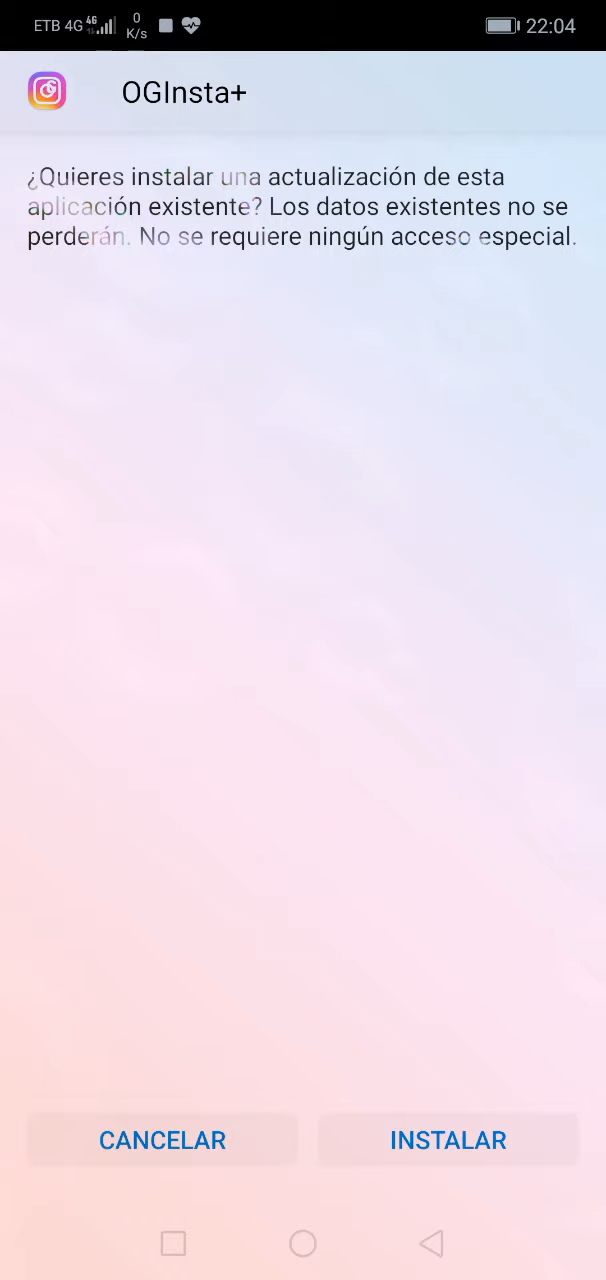 ETB 4G 4G 0 K/s 22:04
OGInsta+
¿Quieres instalar una actualización de esta
aplicación existente? Los datos existentes no se
perderán. No se requiere ningún acceso especial.
CANCELAR INSTALAR